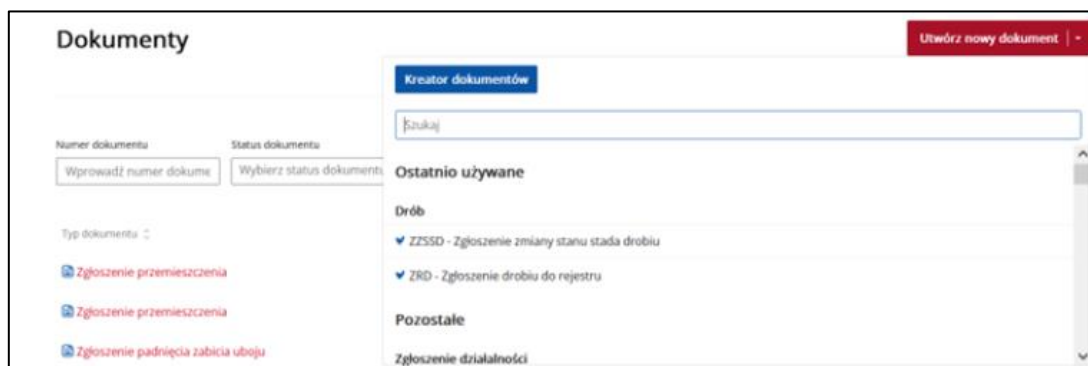 Dokumenty
Utwórz nowy dokument
Kreator dokumentów
Szukaj
Numer dokumentu
Status dokumentu
Wprowadź numer dokume
Wybierz status dokumentu
Ostatnio używane
Drób
Typ dokumentu
ZZSSD - Zgłoszenie zmiany stanu stada drobiu
Zgłoszenie przemieszczenia
ZRD - Zgłoszenie drobiu do rejestru
Zgłoszenie przemieszczenia
Pozostałe
Zgłoszenie padnięcia zabicia uboju
Zgłoszenie działalności